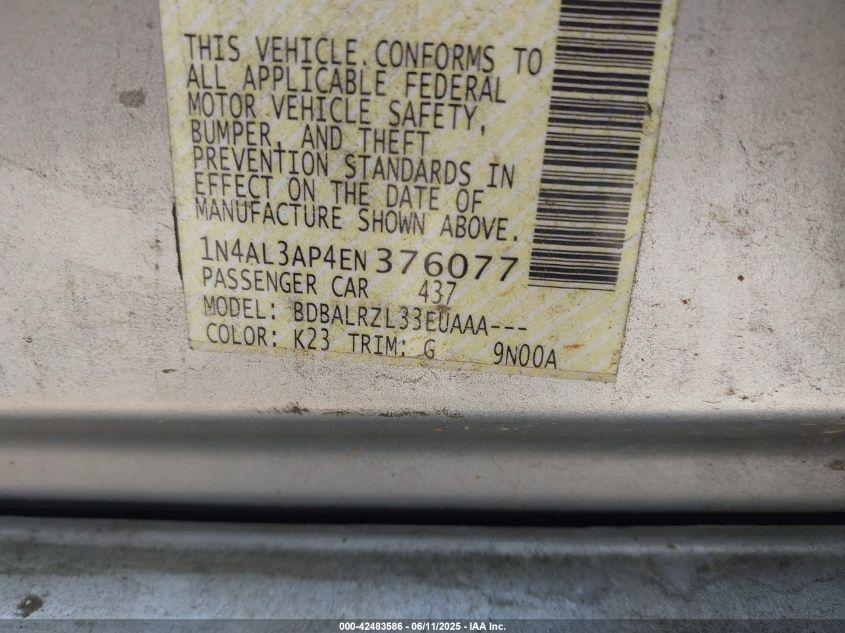 THIS VEHICLE CONFORMS TO
ALL APPLICABLE FEDERAL
MOTOR VEHICLE SAFETY,
BUMPER, AND THEFT
PREVENTION STANDARDS IN
EFFECT ON THE DATE OF
MANUFACTURE SHOWN ABOVE.
1N4AL3AP4EN376077
PASSENGER CAR 437
MODEL: BDBALRZL33EUAAA---
COLOR: K23 TRIM: G 9N00A
000-42483586 - 06/11/2025 - IAA Inc.